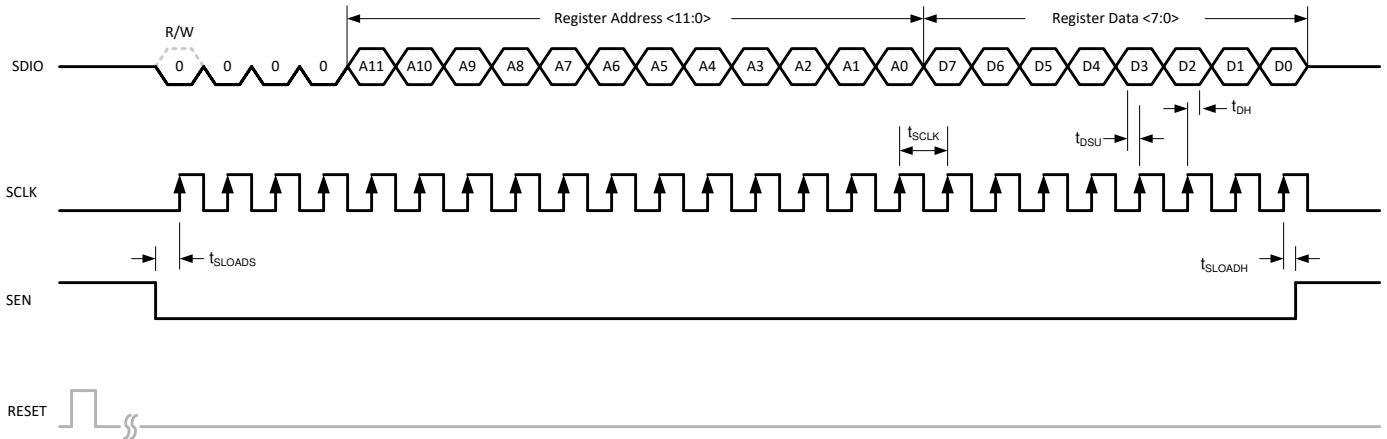 Register Address <11:0> Register Data <7:0>
R/W
SDIO 0 0 0 0 A11 A10 A9 A8 A7 A6 A5 A4 A3 A2 A1 A0 D7 D6 D5 D4 D3 D2 D1 D0
tDH
tSCLK tDSU
SCLK
tSLOADS tSLOADH
SEN
RESET